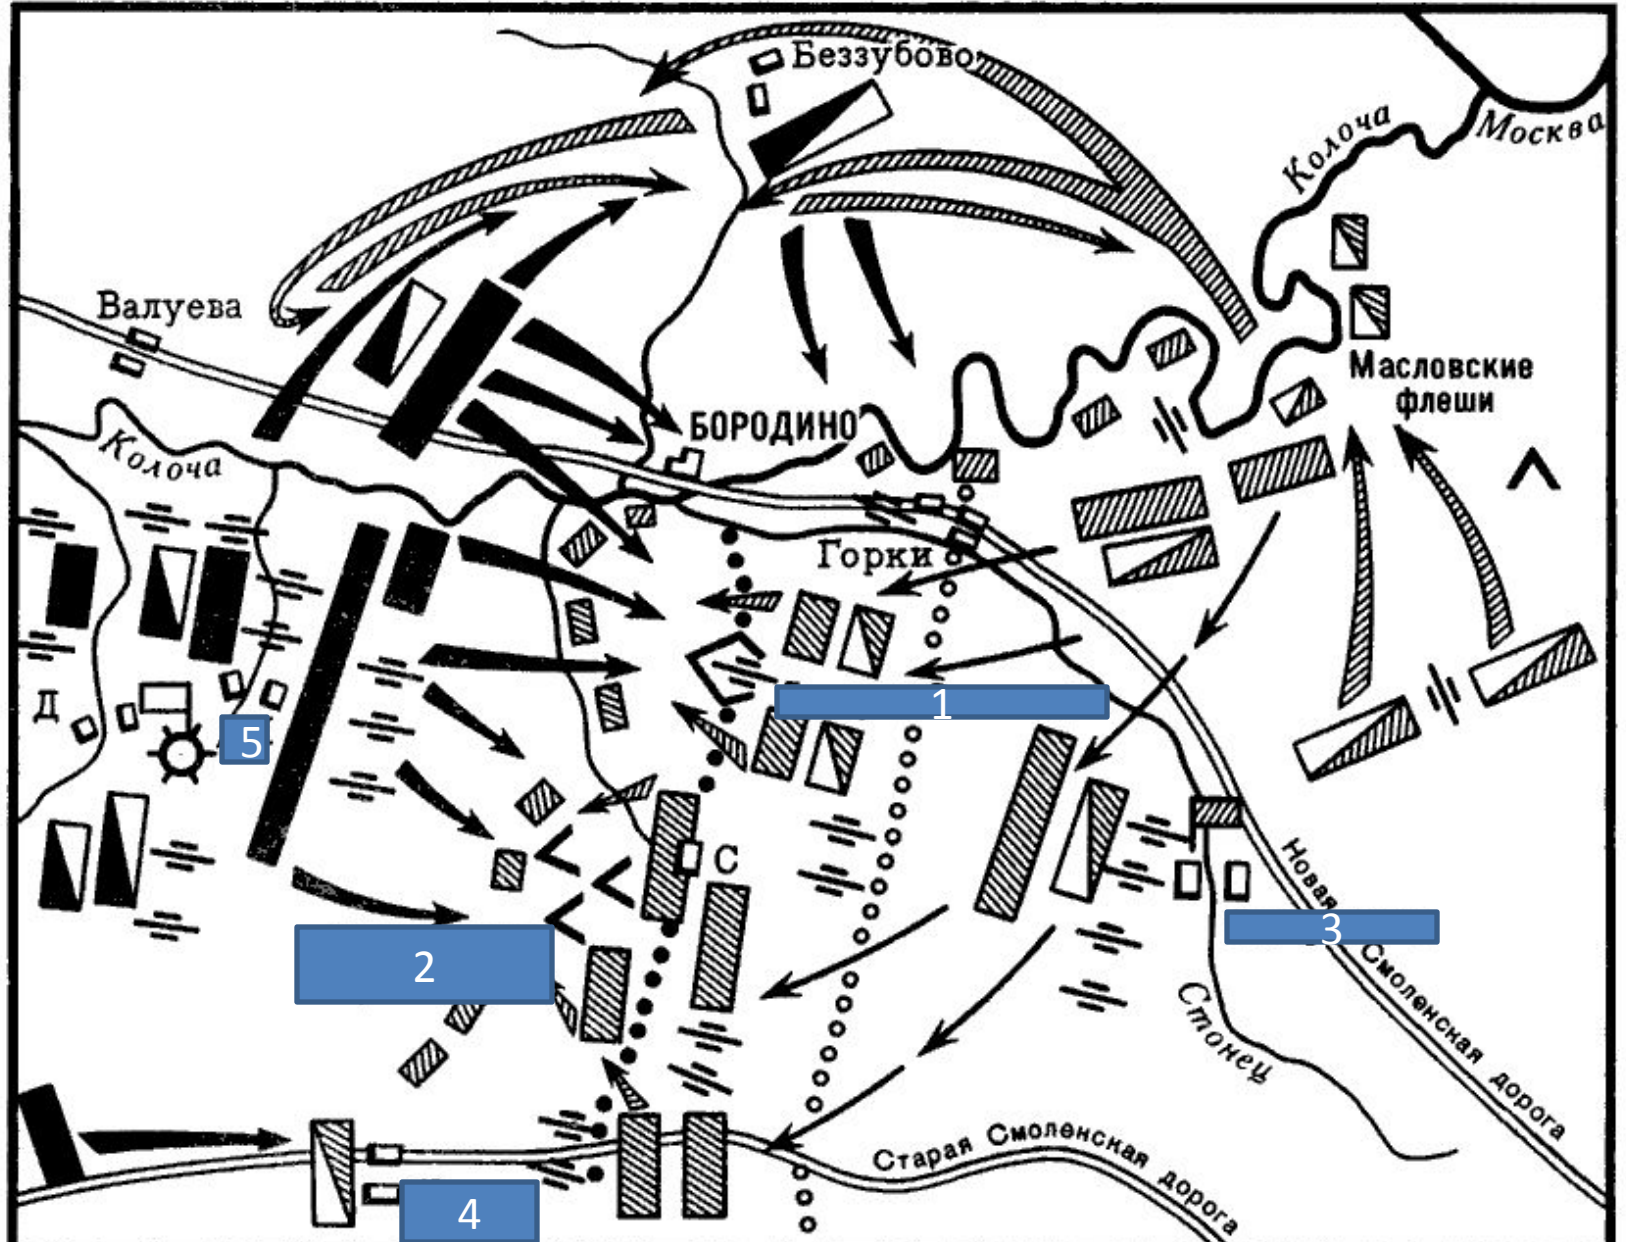 Беззубово
Колоча
Москва
Валуева
Масловские
флеши
БОРОДИНО
Колоча
Горки
Д
1
5
С
Новая Смоленская дорога
2
3
Стонец
Старая Смоленская дорога
4